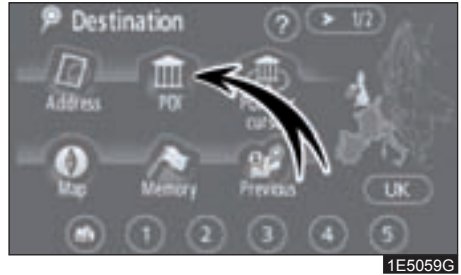 Destination
? 1/2
Address POI
Map Memory Previous UK
1 2 3 4 5
1E5059G